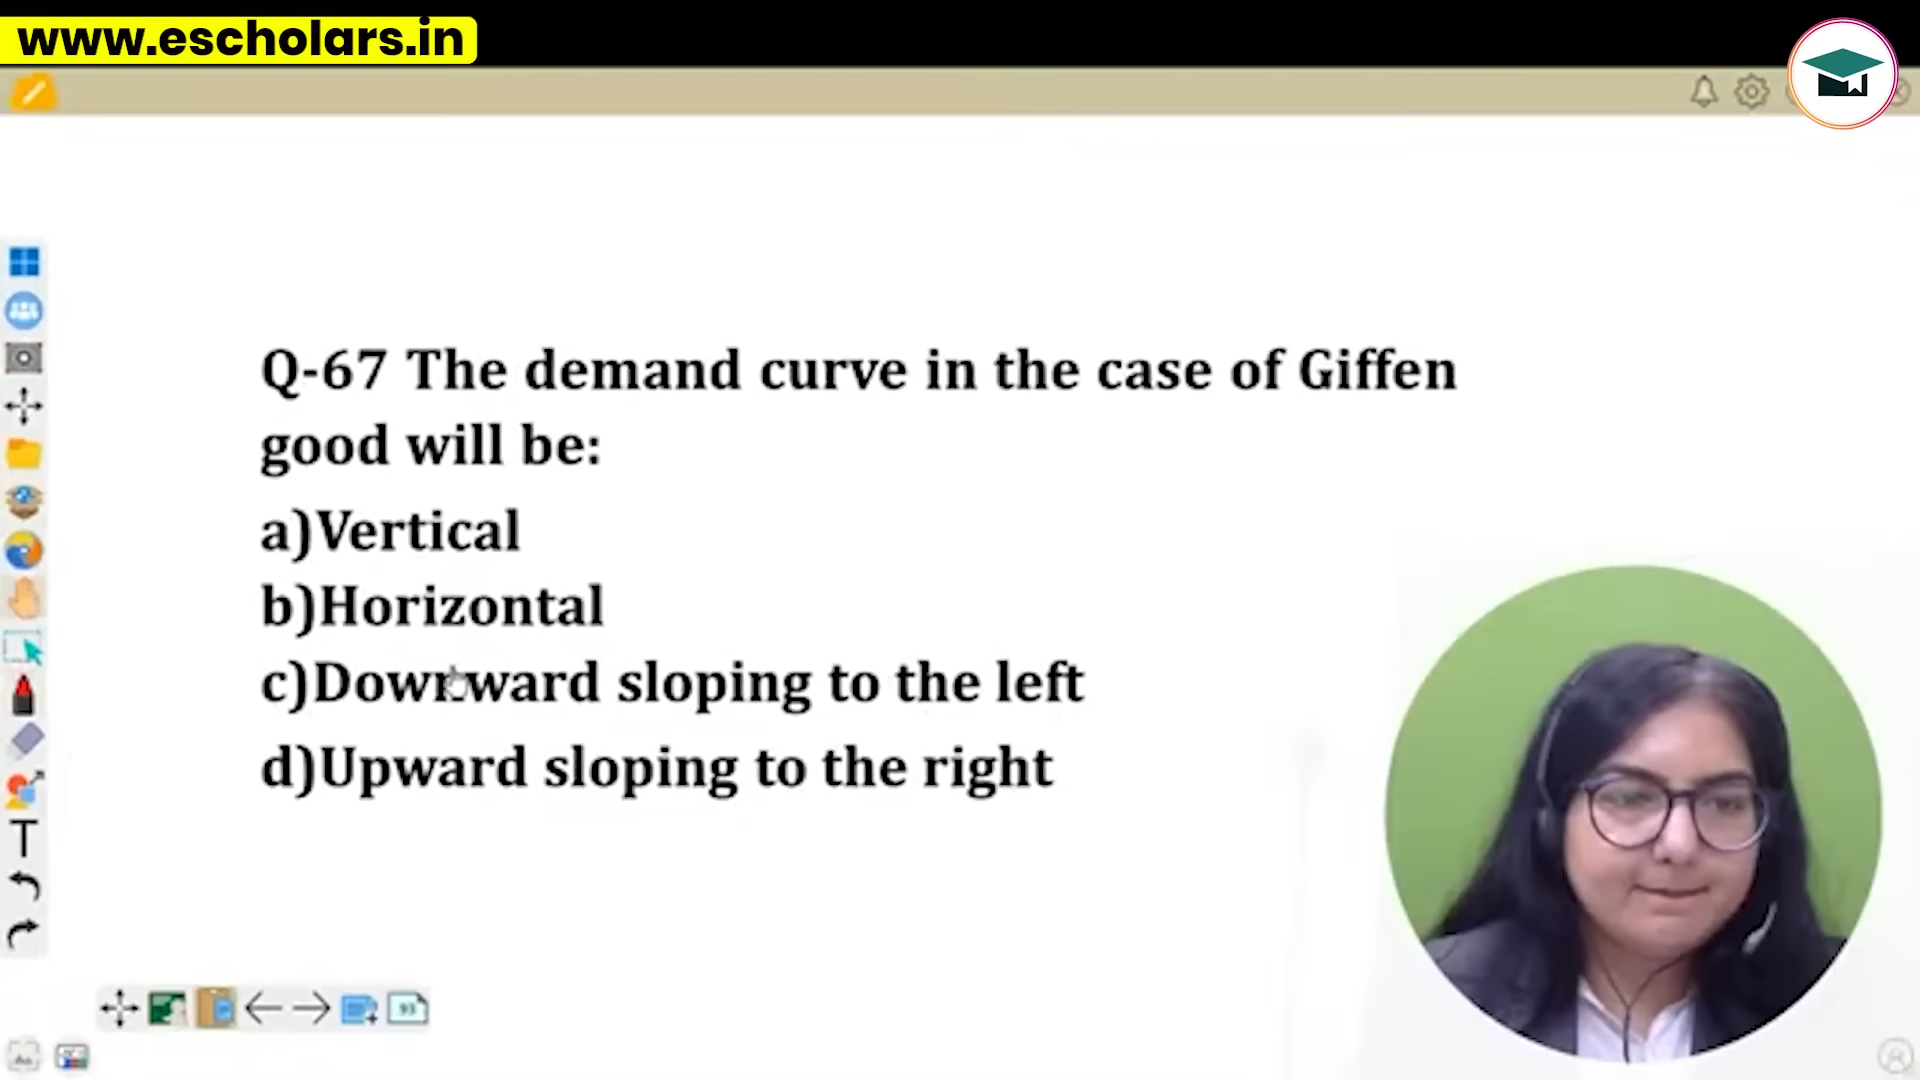 www.escholars.in
Q-67 The demand curve in the case of Giffen
good will be:
a)Vertical
b)Horizontal
c)Downward sloping to the left
d)Upward sloping to the right
T
93